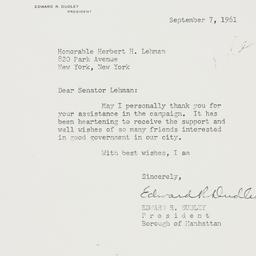 EDWARD R. DUDLEY
PRESIDENT
September 7, 1961
Honorable Herbert H. Lehman
820 Park Avenue
New York, New York
Dear Senator Lehman:
May I personally thank you for
your assistance in the campaign. It has
been heartening to receive the support and
well wishes of so many friends interested
in good government in our city.
With best wishes, I am
Sincerely,
Edward R Dudley
EDWARD R. DUDLEY
President
Borough of Manhattan